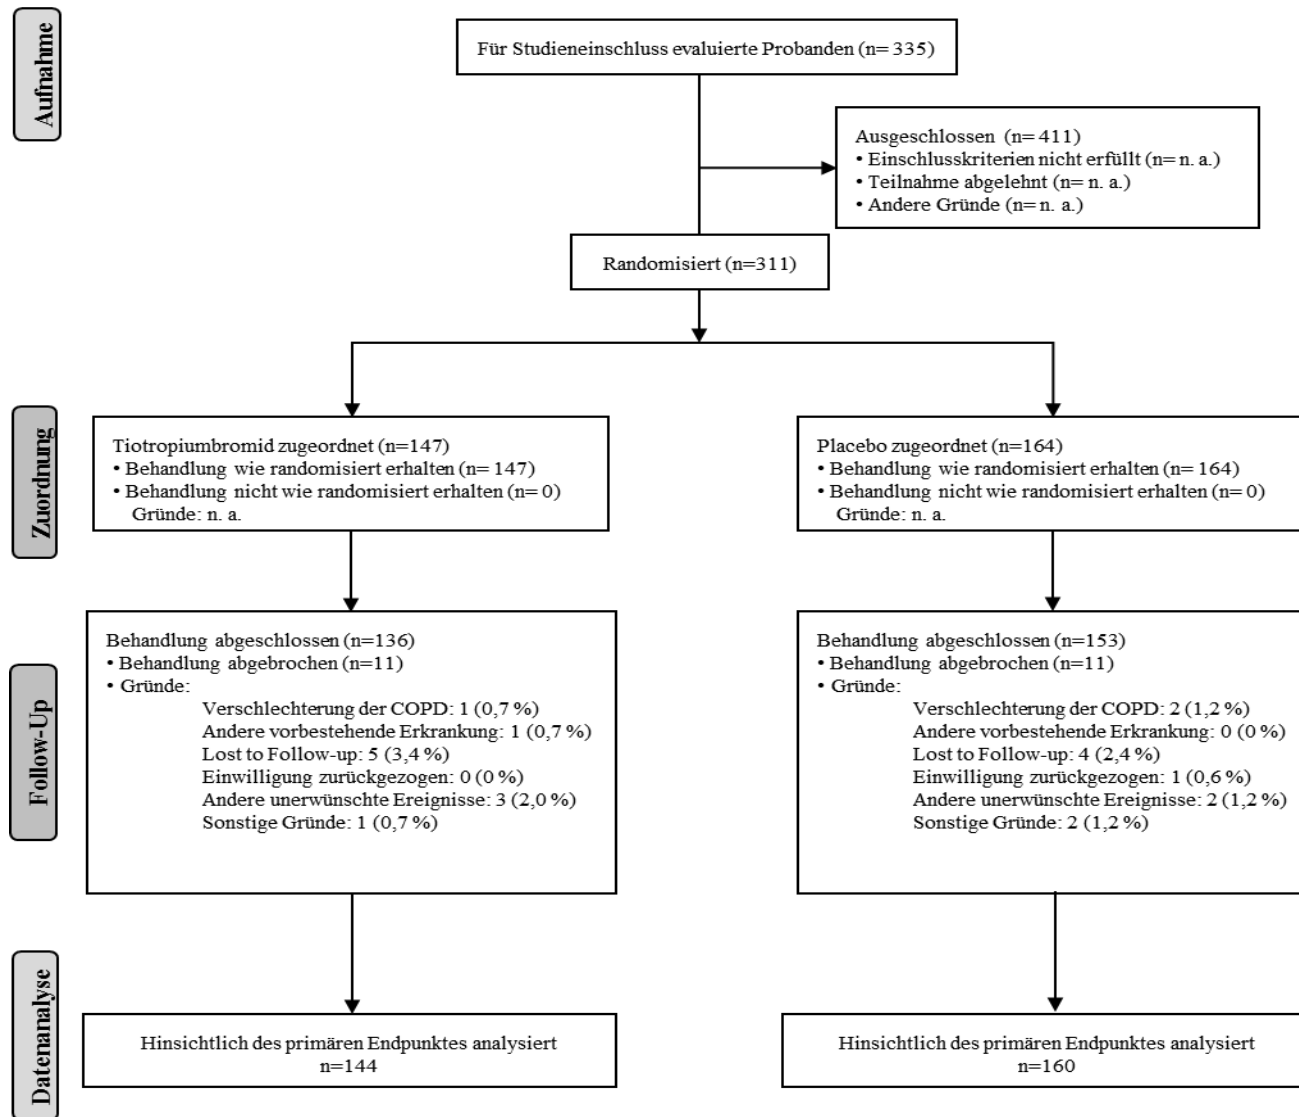 Aufnahme
Für Studieneinschluss evaluierte Probanden (n= 335)
Ausgeschlossen (n= 411)
• Einschlusskriterien nicht erfüllt (n= n. a.)
• Teilnahme abgelehnt (n= n. a.)
• Andere Gründe (n= n. a.)
Randomisiert (n=311)
Zuordnung
Tiotropiumbromid zugeordnet (n=147)
• Behandlung wie randomisiert erhalten (n= 147)
• Behandlung nicht wie randomisiert erhalten (n= 0)
Gründe: n. a.
Placebo zugeordnet (n=164)
• Behandlung wie randomisiert erhalten (n= 164)
• Behandlung nicht wie randomisiert erhalten (n= 0)
Gründe: n. a.
Follow-Up
Behandlung abgeschlossen (n=136)
• Behandlung abgebrochen (n=11)
• Gründe:
Verschlechterung der COPD: 1 (0,7 %)
Andere vorbestehende Erkrankung: 1 (0,7 %)
Lost to Follow-up: 5 (3,4 %)
Einwilligung zurückgezogen: 0 (0 %)
Andere unerwünschte Ereignisse: 3 (2,0 %)
Sonstige Gründe: 1 (0,7 %)
Behandlung abgeschlossen (n=153)
• Behandlung abgebrochen (n=11)
• Gründe:
Verschlechterung der COPD: 2 (1,2 %)
Andere vorbestehende Erkrankung: 0 (0 %)
Lost to Follow-up: 4 (2,4 %)
Einwilligung zurückgezogen: 1 (0,6 %)
Andere unerwünschte Ereignisse: 2 (1,2 %)
Sonstige Gründe: 2 (1,2 %)
Datenanalyse
Hinsichtlich des primären Endpunktes analysiert
n=144
Hinsichtlich des primären Endpunktes analysiert
n=160